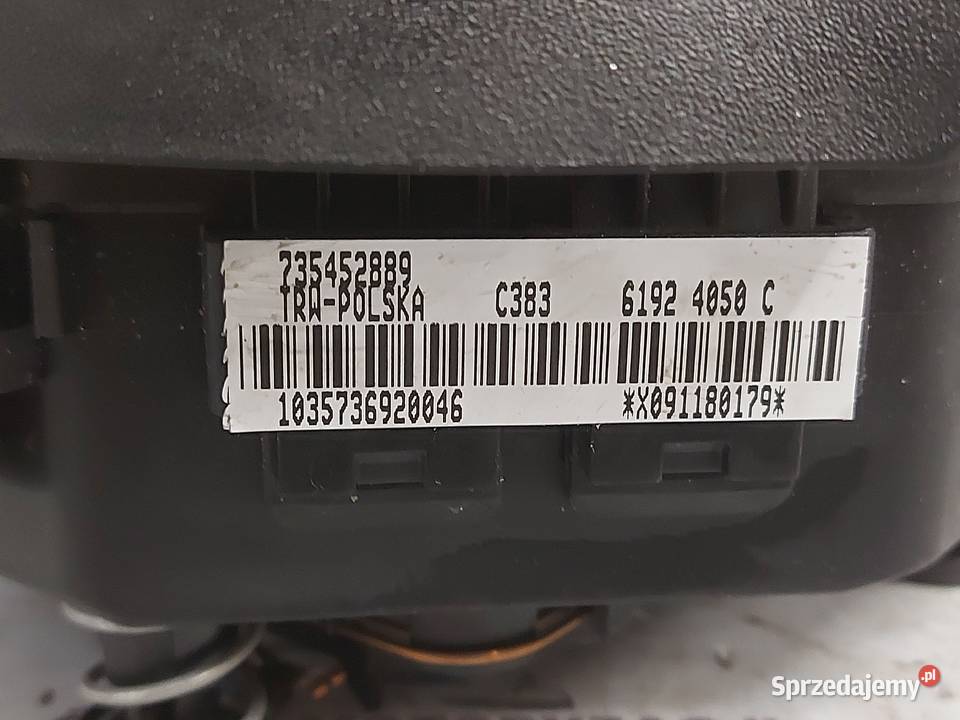 735452889
TRW-POLSKA C383 6192 4050 C
1035736920046 *X091180179*
Sprzedajemy.pl